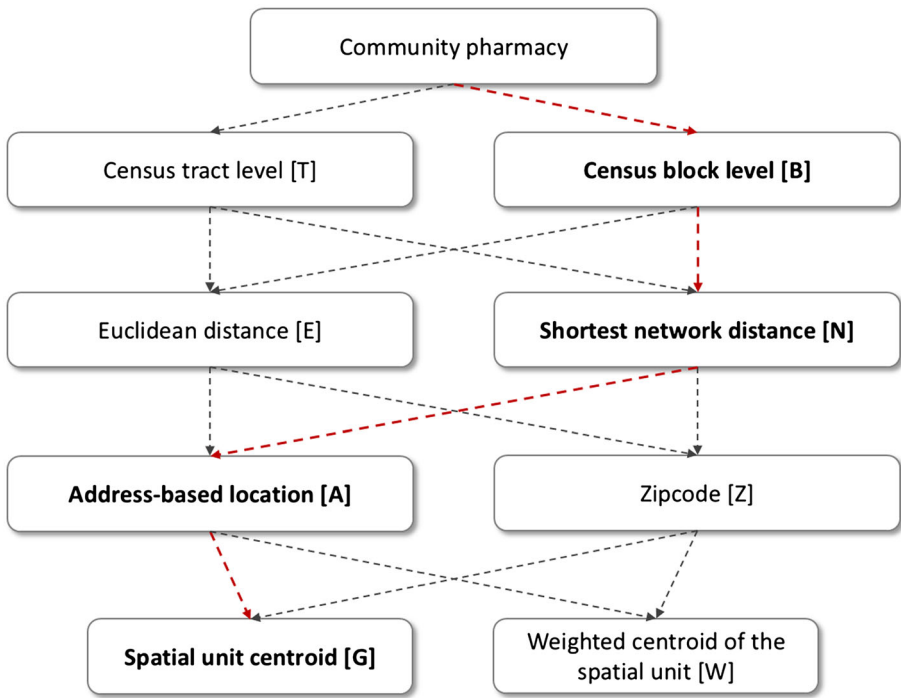 Community pharmacy
Census tract level [T]
Census block level [B]
Euclidean distance [E]
Shortest network distance [N]
Address-based location [A]
Zipcode [Z]
Spatial unit centroid [G]
Weighted centroid of the
spatial unit [W]